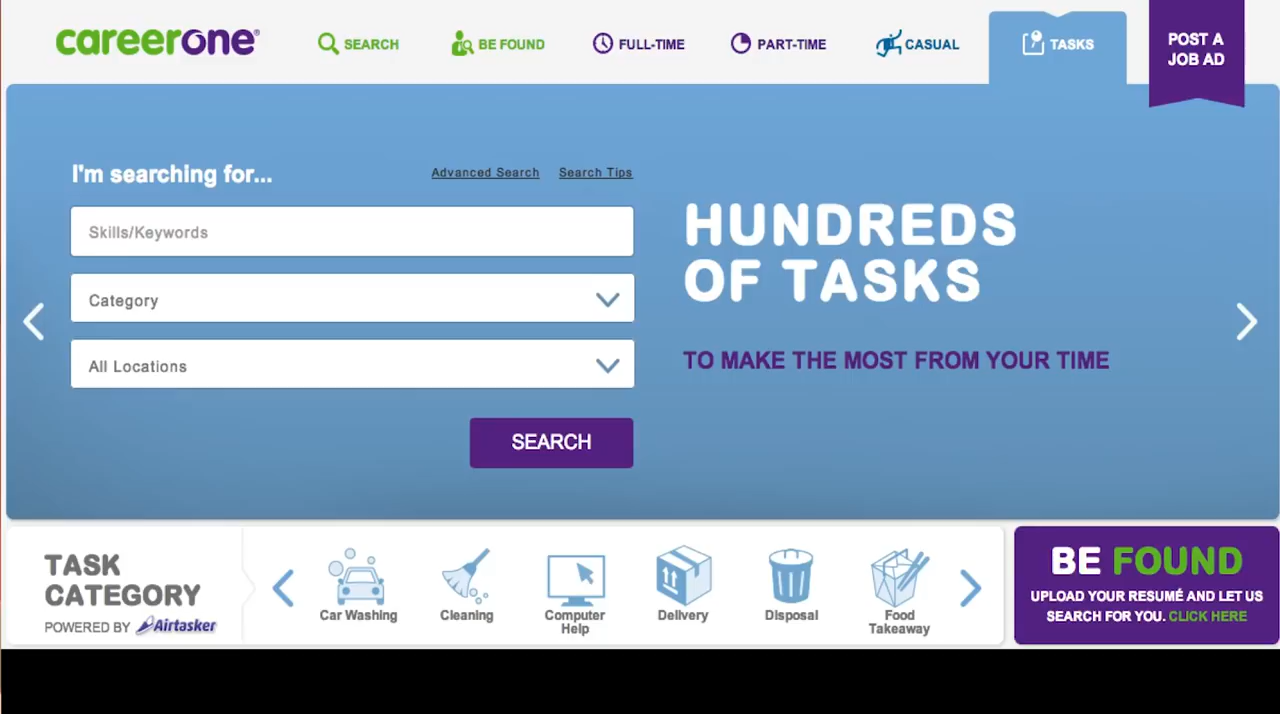 careerone®
SEARCH
BE FOUND
FULL-TIME
PART-TIME
CASUAL
TASKS
POST A
JOB AD
I'm searching for...
Advanced Search
Search Tips
Skills/Keywords
Category
All Locations
SEARCH
HUNDREDS
OF TASKS
TO MAKE THE MOST FROM YOUR TIME
TASK
CATEGORY
POWERED BY Airtasker
Car Washing
Cleaning
Computer
Help
Delivery
Disposal
Food
Takeaway
BE FOUND
UPLOAD YOUR RESUMÉ AND LET US
SEARCH FOR YOU. CLICK HERE